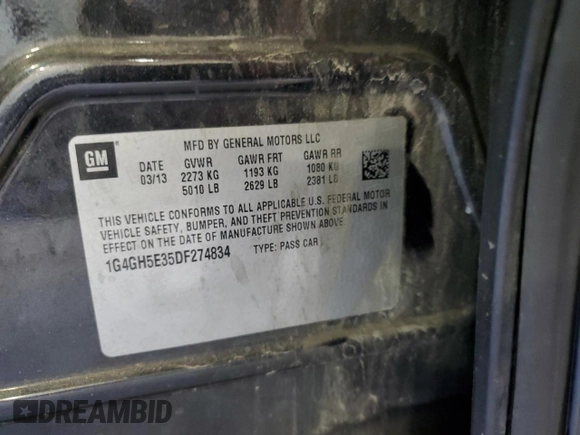 GM
MFD BY GENERAL MOTORS LLC
DATE GVWR GAWR FRT GAWR RR
03/13 2273 KG 1193 KG 1080 KG
5010 LB 2629 LB 2381 LB
THIS VEHICLE CONFORMS TO ALL APPLICABLE U.S. FEDERAL MOTOR
VEHICLE SAFETY, BUMPER, AND THEFT PREVENTION STANDARDS IN
EFFECT ON THE DATE OF MANUFACTURE SHOWN ABOVE.
1G4GH5E35DF274834 TYPE: PASS CAR
DREAMBID